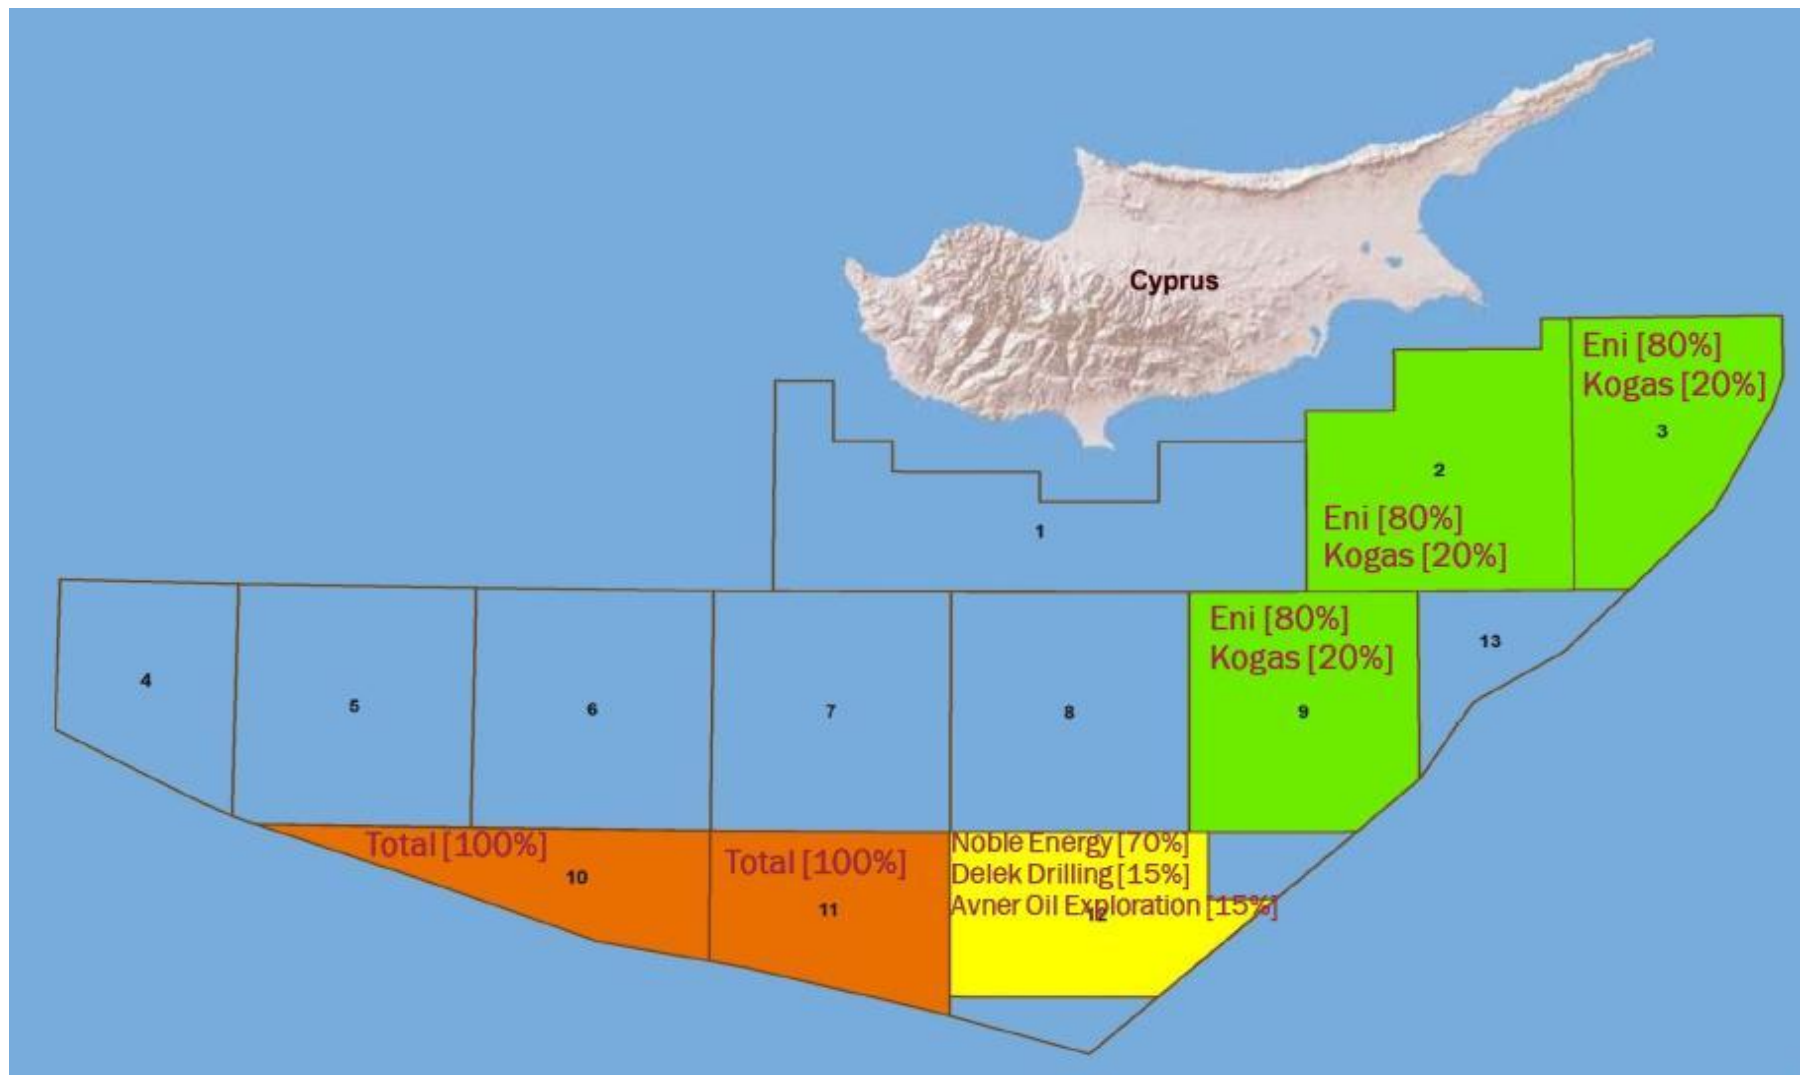 Cyprus
Eni [80%]
Kogas [20%]
3
2
Eni [80%]
Kogas [20%]
1
Eni [80%]
Kogas [20%]
13
4
5
6
7
8
9
Total [100%]
10
Total [100%]
11
Noble Energy [70%]
Delek Drilling [15%]
Avner Oil Exploration [15%]
12